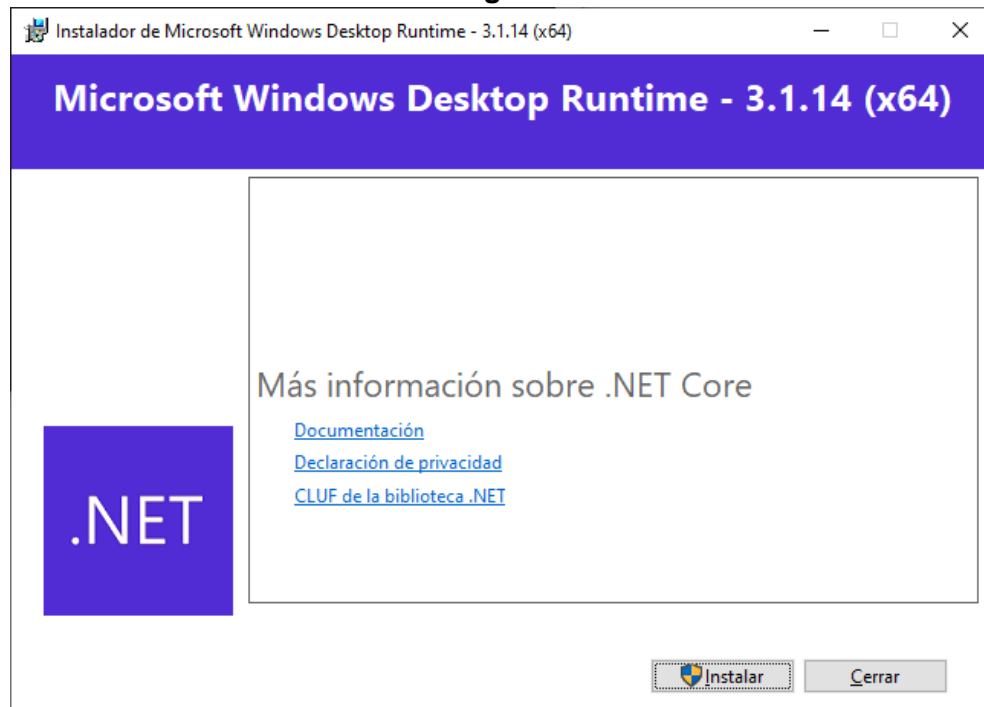 Instalador de Microsoft Windows Desktop Runtime - 3.1.14 (x64)
Microsoft Windows Desktop Runtime - 3.1.14 (x64)
Más información sobre .NET Core
Documentación
Declaración de privacidad
CLUF de la biblioteca .NET
.NET
Instalar
Cerrar